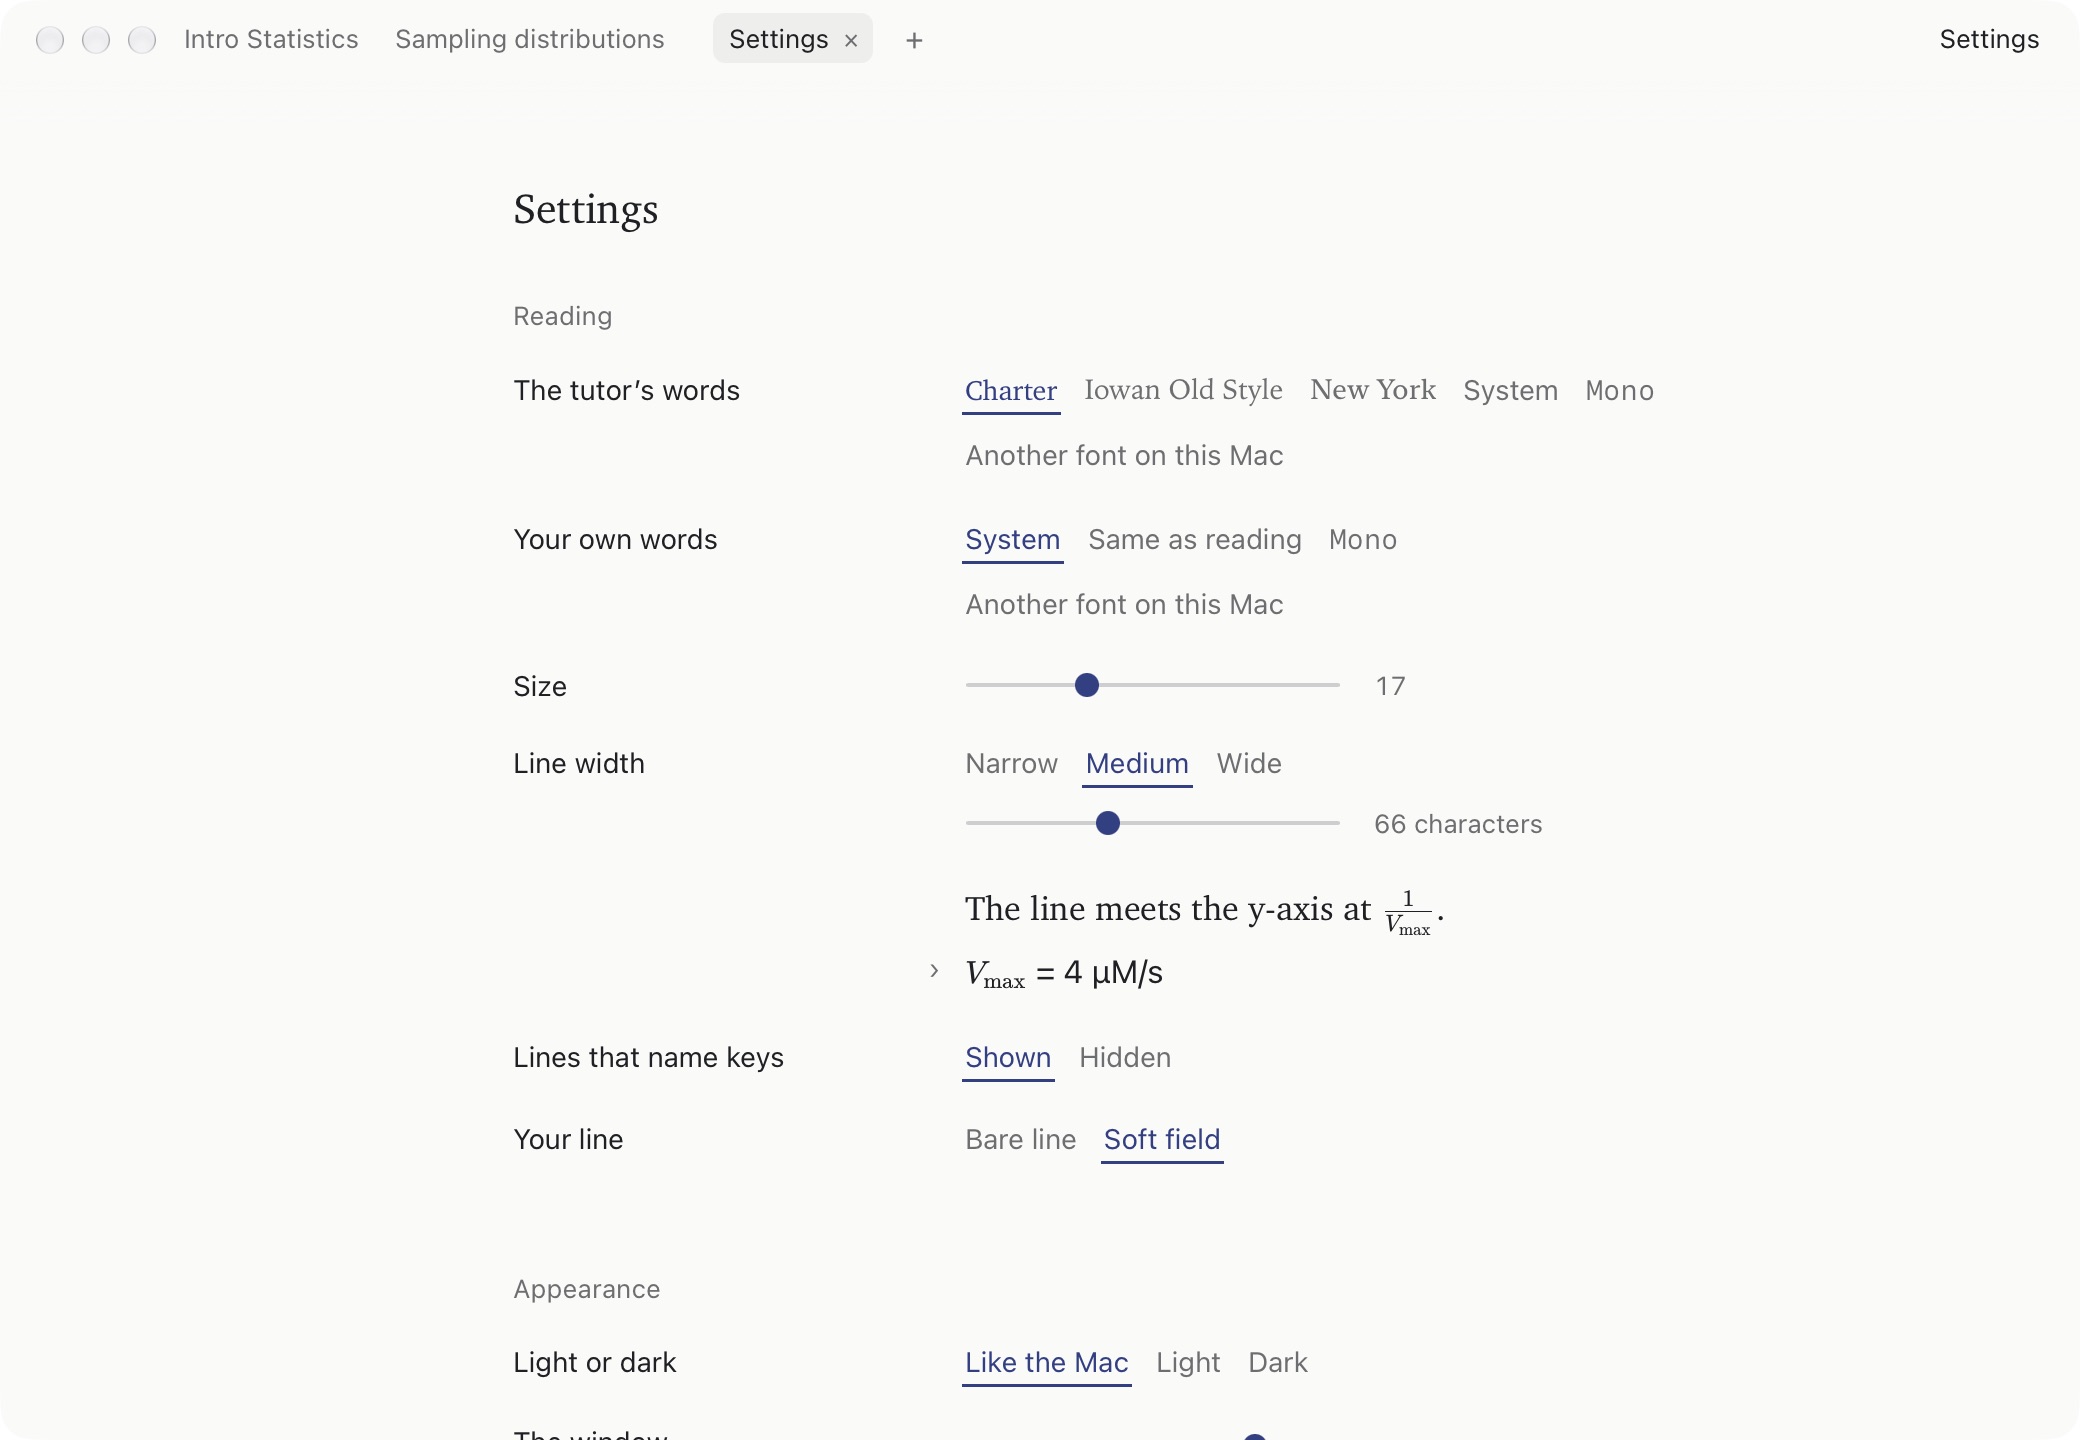 Intro Statistics Sampling distributions Settings × + Settings
Settings
Reading
The tutor’s words Charter Iowan Old Style New York System Mono
Another font on this Mac
Your own words System Same as reading Mono
Another font on this Mac
Size 17
Line width Narrow Medium Wide
66 characters
The line meets the y-axis at 1/Vmax.
› Vmax = 4 µM/s
Lines that name keys Shown Hidden
Your line Bare line Soft field
Appearance
Light or dark Like the Mac Light Dark
The window